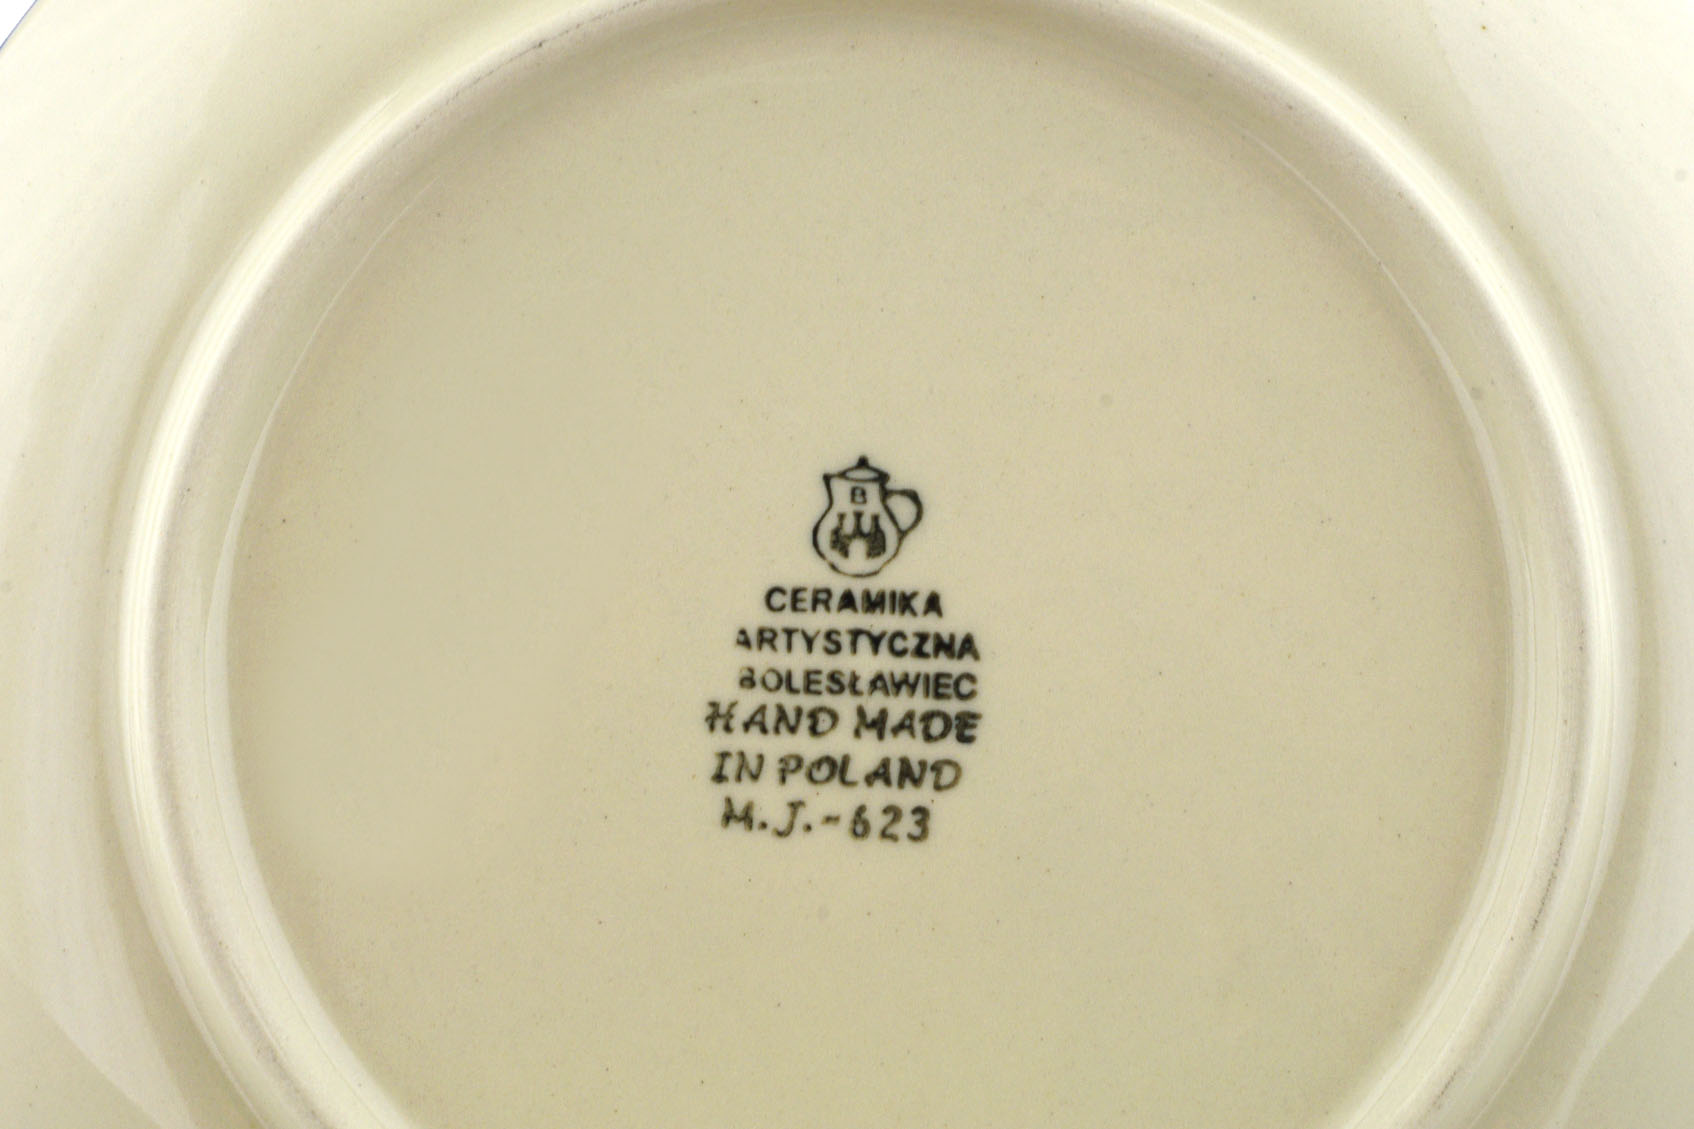 B
CERAMIKA
ARTYSTYCZNA
BOLESŁAWIEC
HAND MADE
IN POLAND
M.J.-623